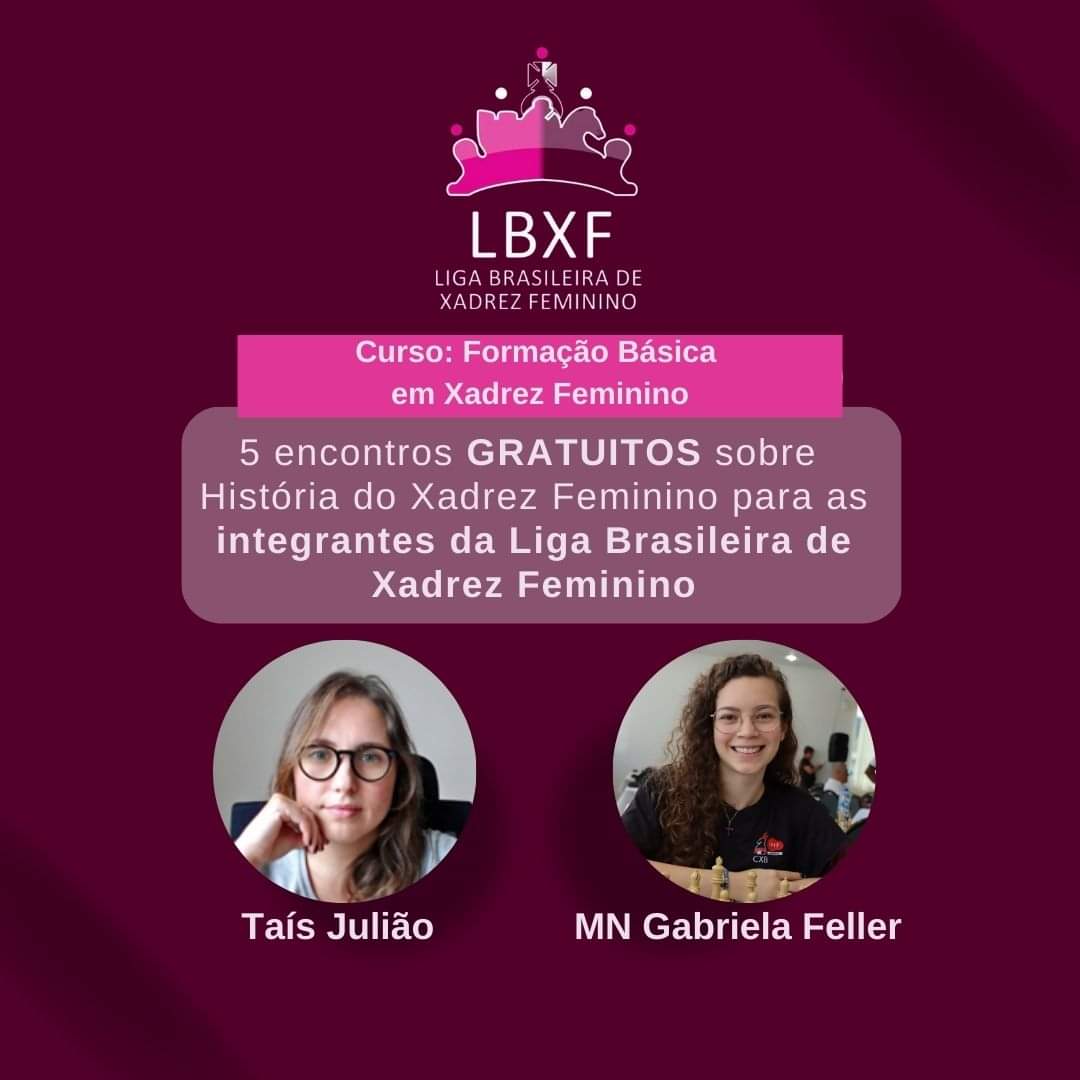 LBXF
LIGA BRASILEIRA DE
XADREZ FEMININO
Curso: Formação Básica
em Xadrez Feminino
5 encontros GRATUITOS sobre
História do Xadrez Feminino para as
integrantes da Liga Brasileira de
Xadrez Feminino
CXB
Taís Julião
MN Gabriela Feller